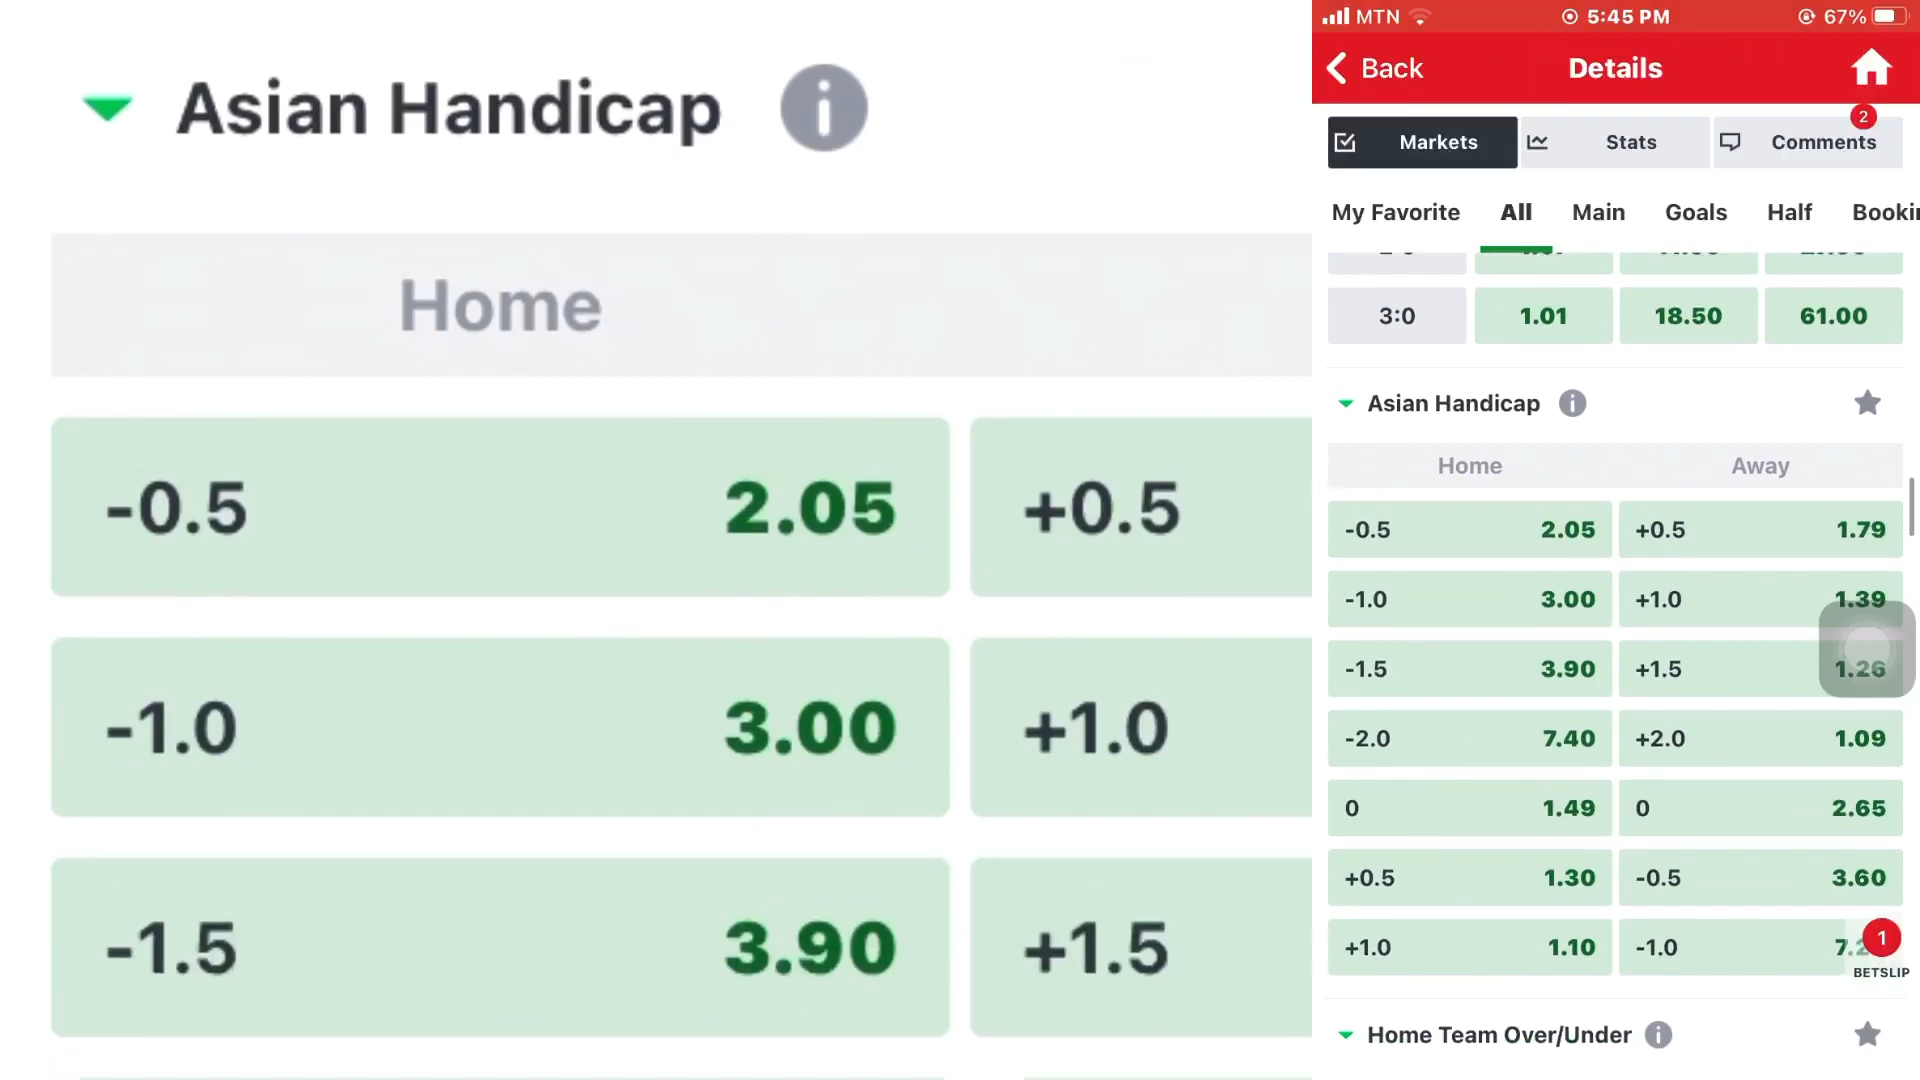 Asian Handicap i
Home
-0.5 2.05 +0.5
-1.0 3.00 +1.0
-1.5 3.90 +1.5
MTN 5:45 PM 67%
Back Details
2
Markets Stats Comments
My Favorite All Main Goals Half Bookin
3:0 1.01 18.50 61.00
Asian Handicap i
Home Away
-0.5 2.05 +0.5 1.79
-1.0 3.00 +1.0 1.39
-1.5 3.90 +1.5 1.26
-2.0 7.40 +2.0 1.09
0 1.49 0 2.65
+0.5 1.30 -0.5 3.60
+1.0 1.10 -1.0
1
BETSLIP
Home Team Over/Under i